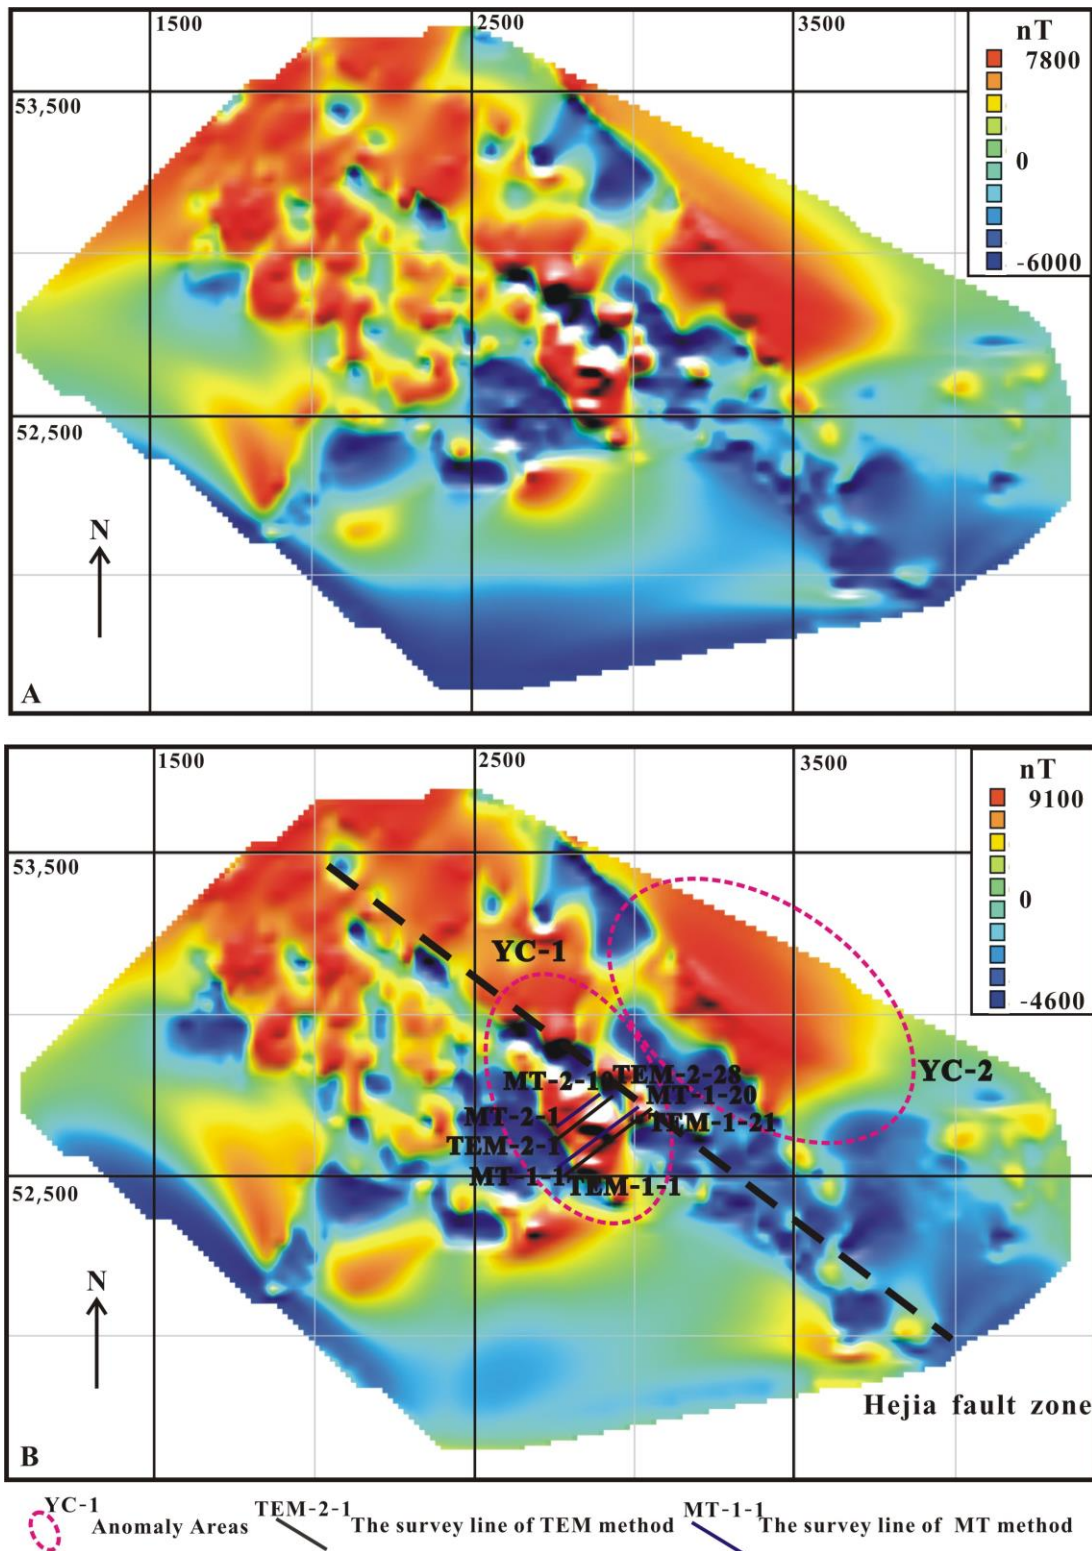 1500 2500 3500
nT
7800
53,500
0
-6000
52,500
N
A
1500 2500 3500
nT
9100
53,500
0
YC-1
-4600
YC-2
MT-2-10 TEM-2-28
MT-1-20
MT-2-1 TEM-1-21
TEM-2-1
MT-1-1
TEM-1-1
52,500
N
Hejia fault zone
B
YC-1 TEM-2-1 MT-1-1
Anomaly Areas The survey line of TEM method The survey line of MT method